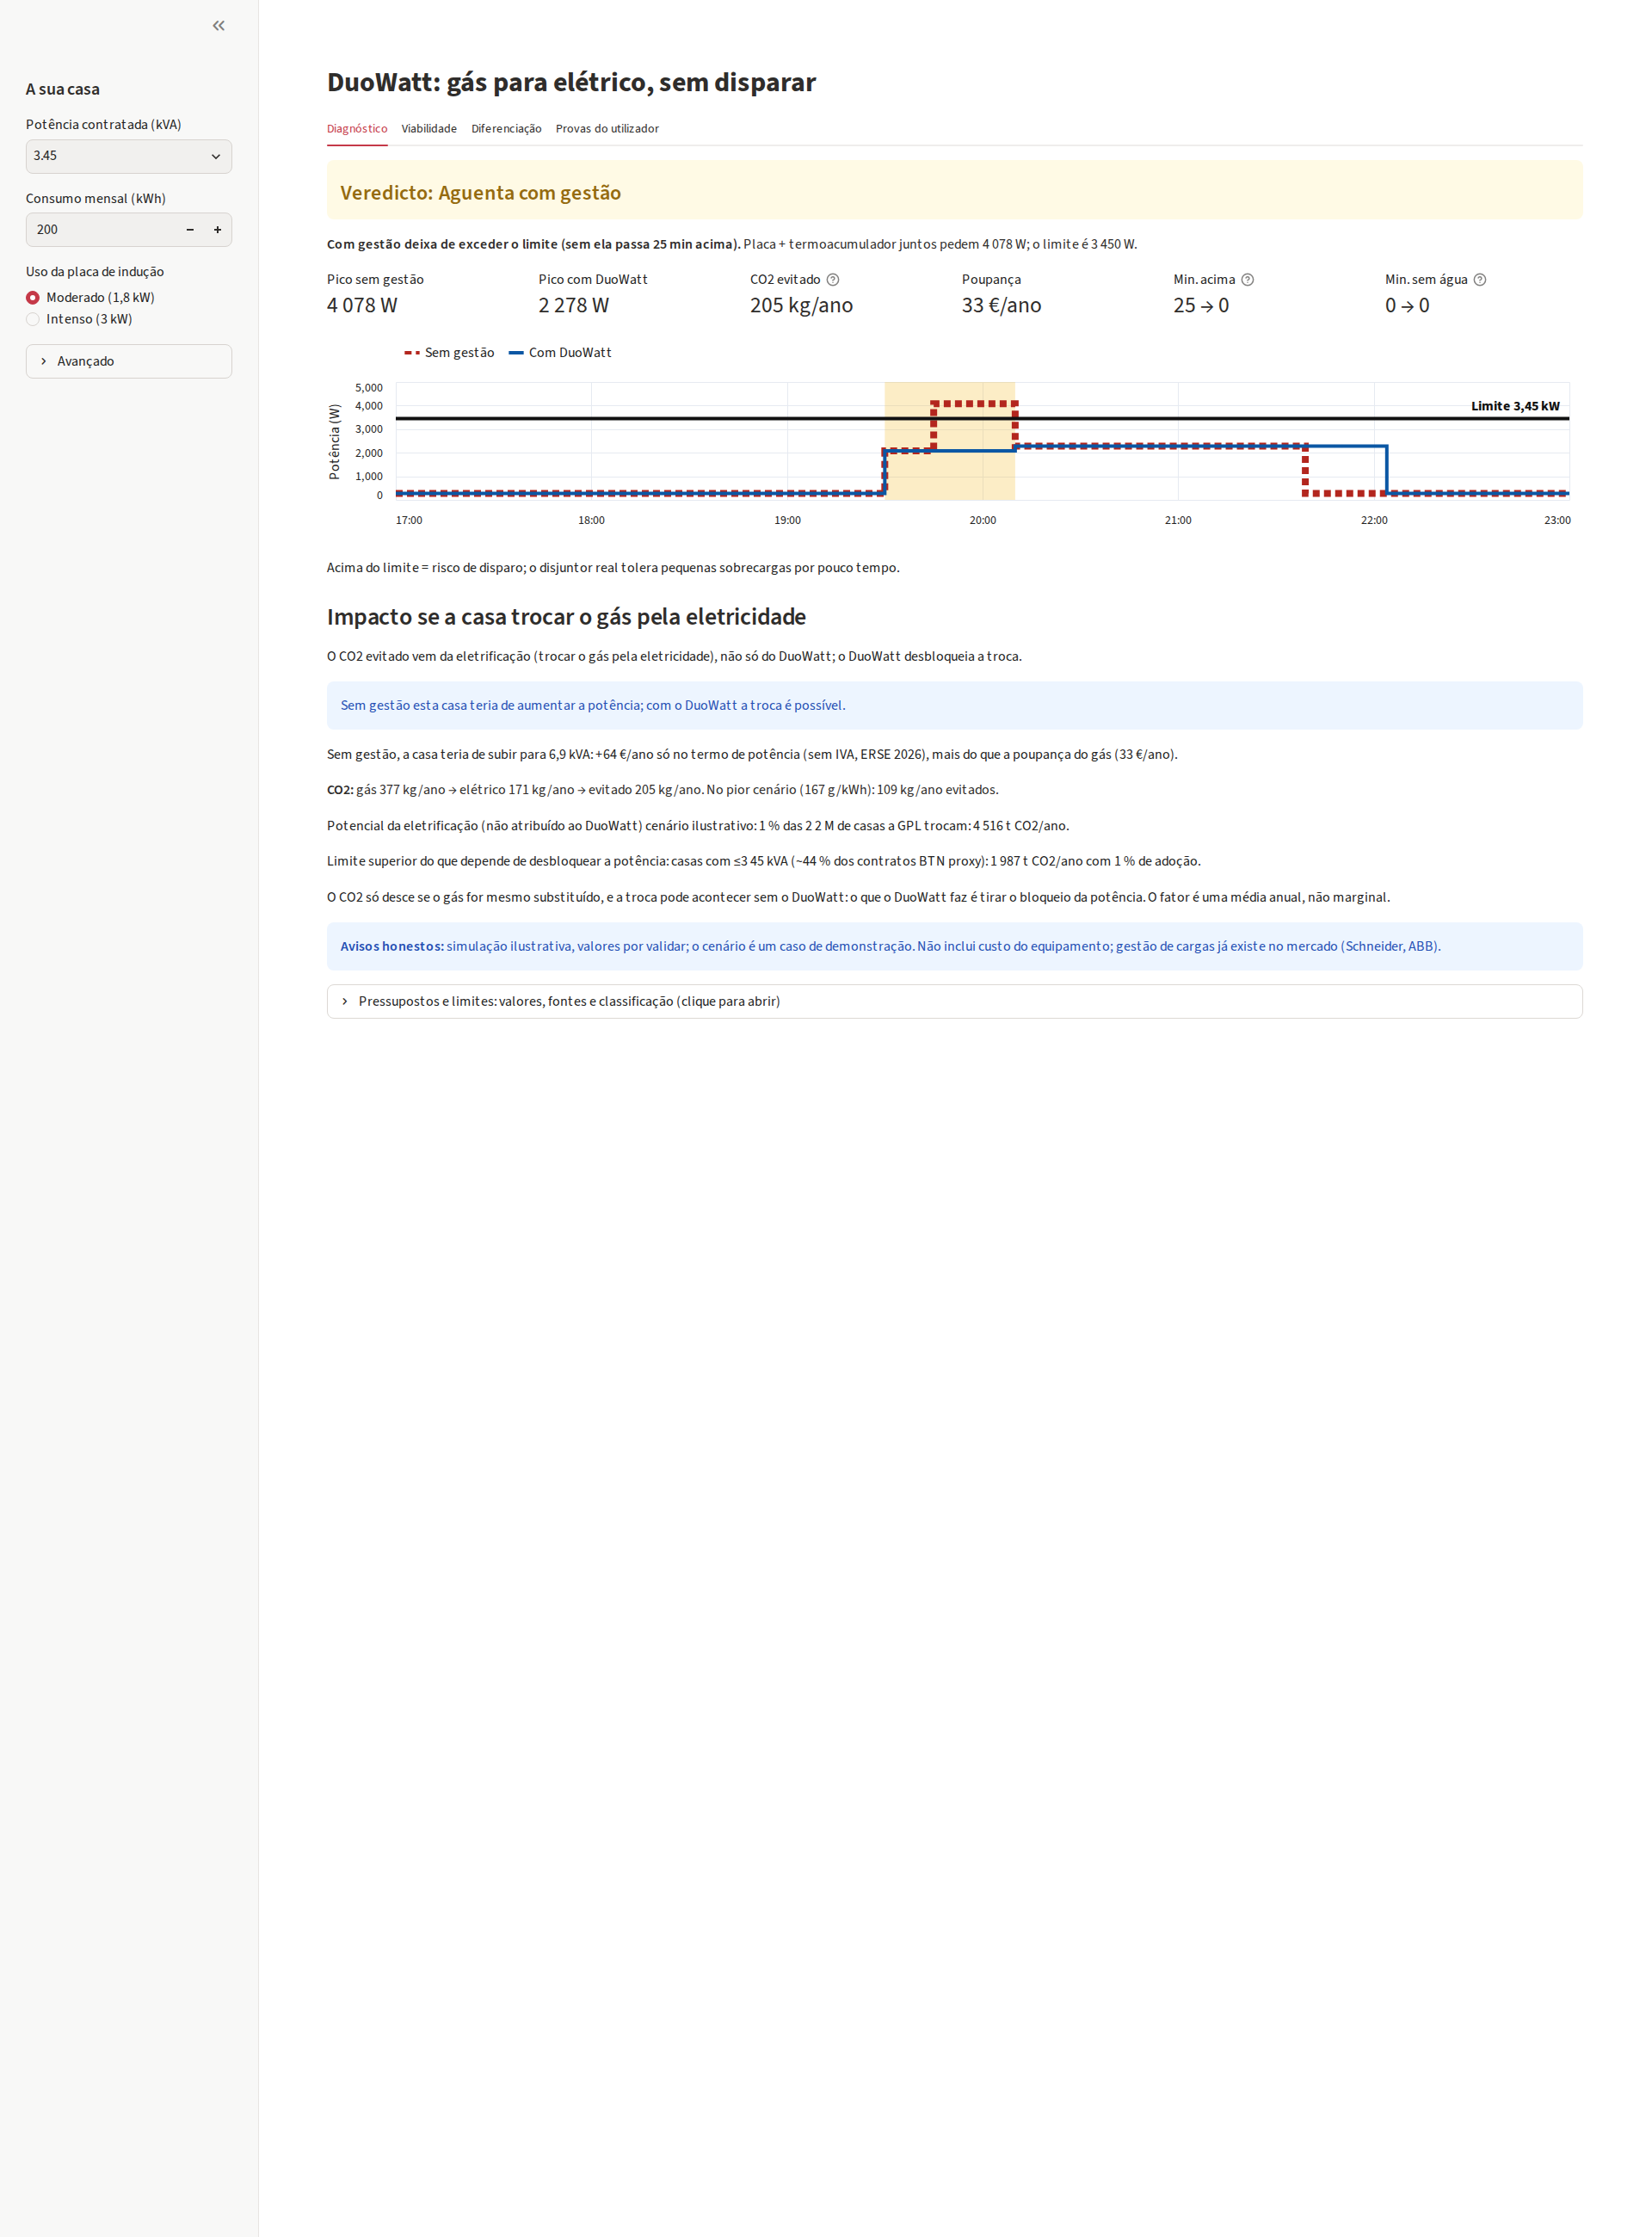 A sua casa
Potência contratada (kVA)
3.45
Consumo mensal (kWh)
200
Uso da placa de indução
Moderado (1,8 kW)
Intenso (3 kW)
Avançado
DuoWatt: gás para elétrico, sem disparar
Diagnóstico Viabilidade Diferenciação Provas do utilizador
Veredicto: Aguenta com gestão
Com gestão deixa de exceder o limite (sem ela passa 25 min acima). Placa + termoacumulador juntos pedem 4 078 W; o limite é 3 450 W.
Pico sem gestão Pico com DuoWatt CO2 evitado Poupança Min. acima Min. sem água
4 078 W 2 278 W 205 kg/ano 33 €/ano 25 → 0 0 → 0
Sem gestão Com DuoWatt
Potência (W)
5,000
4,000
3,000
2,000
1,000
0
Limite 3,45 kW
17:00 18:00 19:00 20:00 21:00 22:00 23:00
Acima do limite = risco de disparo; o disjuntor real tolera pequenas sobrecargas por pouco tempo.
Impacto se a casa trocar o gás pela eletricidade
O CO2 evitado vem da eletrificação (trocar o gás pela eletricidade), não só do DuoWatt; o DuoWatt desbloqueia a troca.
Sem gestão esta casa teria de aumentar a potência; com o DuoWatt a troca é possível.
Sem gestão, a casa teria de subir para 6,9 kVA: +64 €/ano só no termo de potência (sem IVA, ERSE 2026), mais do que a poupança do gás (33 €/ano).
CO2: gás 377 kg/ano → elétrico 171 kg/ano → evitado 205 kg/ano. No pior cenário (167 g/kWh): 109 kg/ano evitados.
Potencial da eletrificação (não atribuído ao DuoWatt) cenário ilustrativo: 1 % das 2 2 M de casas a GPL trocam: 4 516 t CO2/ano.
Limite superior do que depende de desbloquear a potência: casas com ≤3 45 kVA (~44 % dos contratos BTN proxy): 1 987 t CO2/ano com 1 % de adoção.
O CO2 só desce se o gás for mesmo substituído, e a troca pode acontecer sem o DuoWatt: o que o DuoWatt faz é tirar o bloqueio da potência. O fator é uma média anual, não marginal.
Avisos honestos: simulação ilustrativa, valores por validar; o cenário é um caso de demonstração. Não inclui custo do equipamento; gestão de cargas já existe no mercado (Schneider, ABB).
Pressupostos e limites: valores, fontes e classificação (clique para abrir)